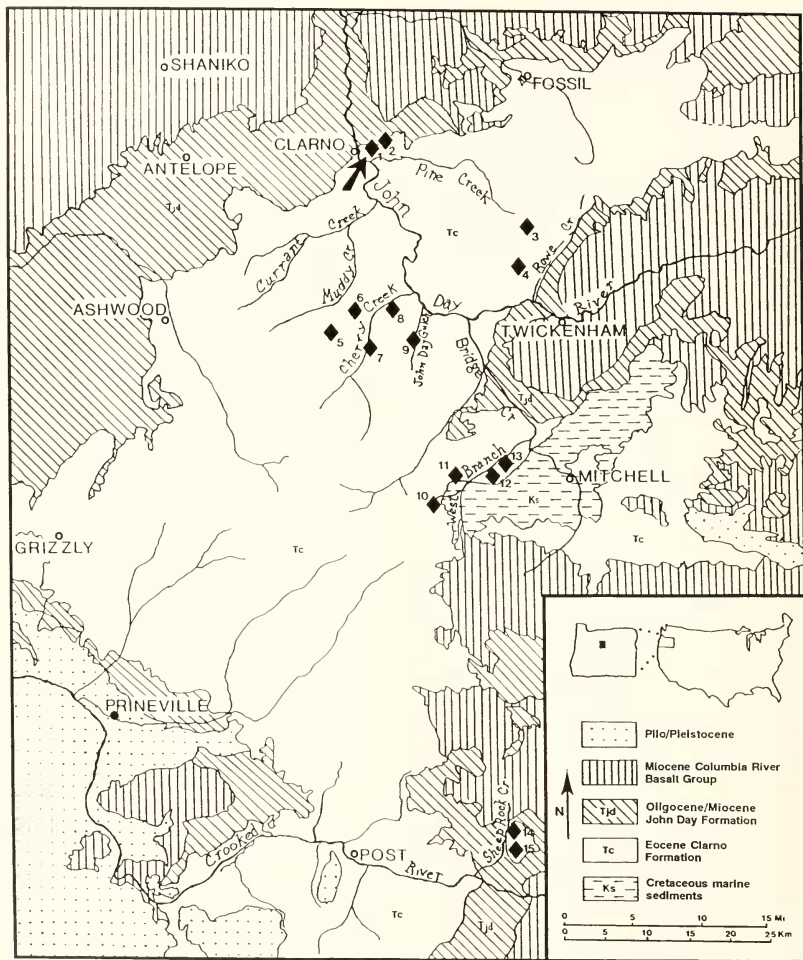 SHANIKO
FOSSIL
CLARNO
1
2
ANTELOPE
Tjd
John
Pine Creek
Tc
3
Currant Creek
Muddy Cr
4
Rowe Cr
Day
River
ASHWOOD
6
Cherry Creek
8
TWICKENHAM
5
7
9
John Day Gulch
Bridge
Cr
Tjd
13
11
West Branch
12
MITCHELL
10
Ks
GRIZZLY
Tc
Tc
PRINEVILLE
Crooked
River
POST
Sheep Rock Cr
14
15
Tc
Tjd
Plio/Pleistocene
Miocene Columbia River
Basalt Group
N
Tjd
Oligocene/Miocene
John Day Formation
Tc
Eocene Clarno
Formation
Ks
Cretaceous marine
sediments
0 5 10 15 Mi
0 5 10 15 20 25 Km